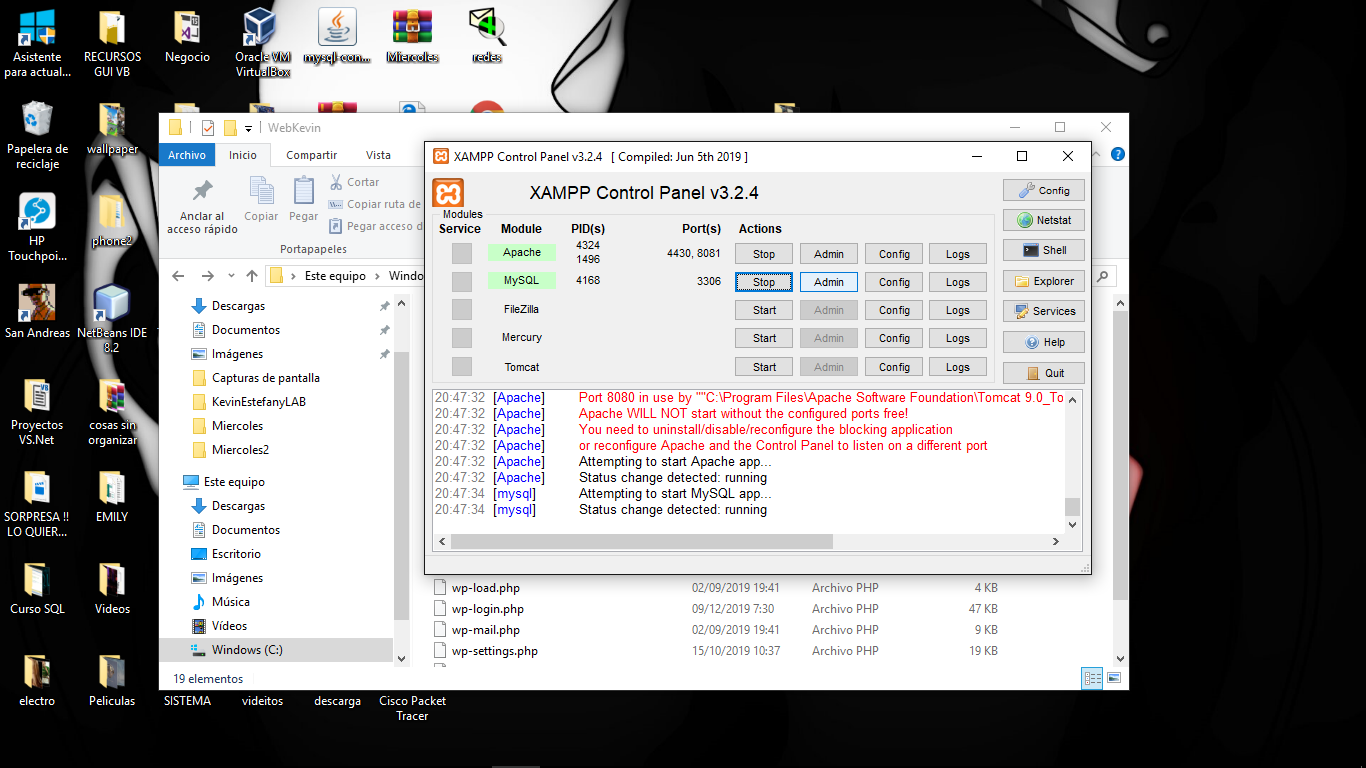 Asistente
para actual...
RECURSOS
GUI VB
Negocio
Oracle VM
VirtualBox
mysql-con...
Miercoles
redes
Papelera de
reciclaje
wallpaper
HP
Touchpoi...
phone2
San Andreas
NetBeans IDE
8.2
Proyectos
VS.Net
cosas sin
organizar
SORPRESA !!
LO QUIER...
EMILY
Curso SQL
Videos
electro
Peliculas
SISTEMA
videitos
descarga
Cisco Packet
Tracer
WebKevin
Archivo
Inicio
Compartir
Vista
Anclar al
acceso rápido
Copiar
Pegar
Cortar
Copiar ruta de
Pegar acceso d
Portapapeles
Este equipo
Windo
Descargas
Documentos
Imágenes
Capturas de pantalla
KevinEstefanyLAB
Miercoles
Miercoles2
Este equipo
Descargas
Documentos
Escritorio
Imágenes
Música
Vídeos
Windows (C:)
19 elementos
wp-load.php 02/09/2019 19:41 Archivo PHP 4 KB
wp-login.php 09/12/2019 7:30 Archivo PHP 47 KB
wp-mail.php 02/09/2019 19:41 Archivo PHP 9 KB
wp-settings.php 15/10/2019 10:37 Archivo PHP 19 KB
XAMPP Control Panel v3.2.4 [ Compiled: Jun 5th 2019 ]
XAMPP Control Panel v3.2.4
Modules
Service Module PID(s) Port(s) Actions
Apache 4324
1496 4430, 8081 Stop Admin Config Logs
MySQL 4168 3306 Stop Admin Config Logs
FileZilla Start Admin Config Logs
Mercury Start Admin Config Logs
Tomcat Start Admin Config Logs
Config
Netstat
Shell
Explorer
Services
Help
Quit
20:47:32 [Apache] Port 8080 in use by ""C:\Program Files\Apache Software Foundation\Tomcat 9.0_To
20:47:32 [Apache] Apache WILL NOT start without the configured ports free!
20:47:32 [Apache] You need to uninstall/disable/reconfigure the blocking application
20:47:32 [Apache] or reconfigure Apache and the Control Panel to listen on a different port
20:47:32 [Apache] Attempting to start Apache app...
20:47:32 [Apache] Status change detected: running
20:47:34 [mysql] Attempting to start MySQL app...
20:47:34 [mysql] Status change detected: running